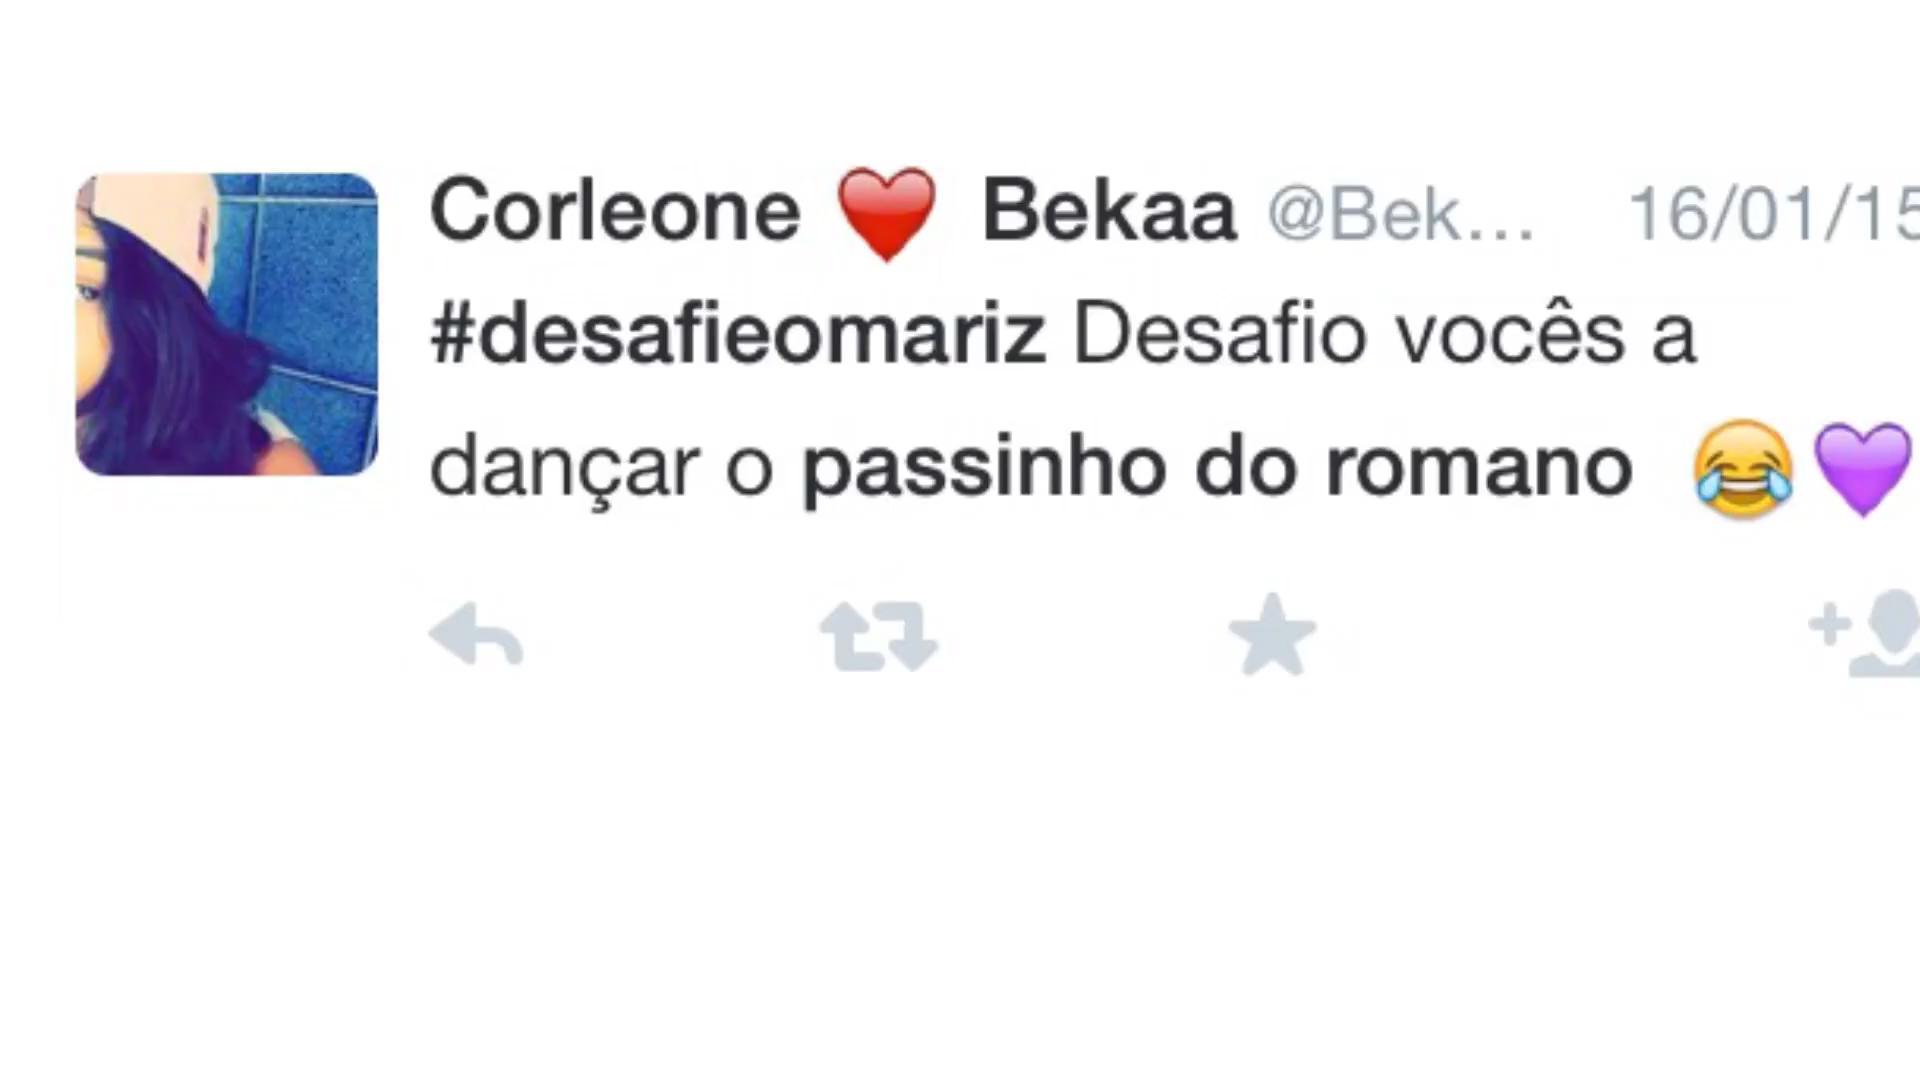 Corleone ❤️ Bekaa @Bek... 16/01/15
#desafieomariz Desafio vocês a
dançar o passinho do romano 😂💜